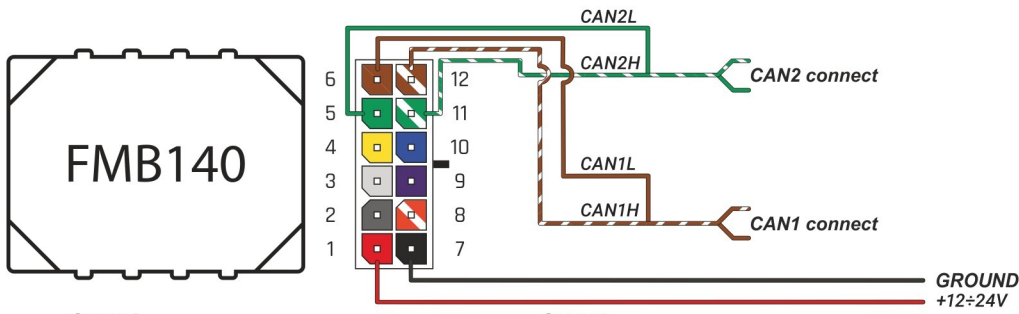 CAN2L
CAN2H
CAN2 connect
FMB140
6 12
5 11
4 10
3 9
2 8
1 7
CAN1L
CAN1H
CAN1 connect
GROUND
+12÷24V